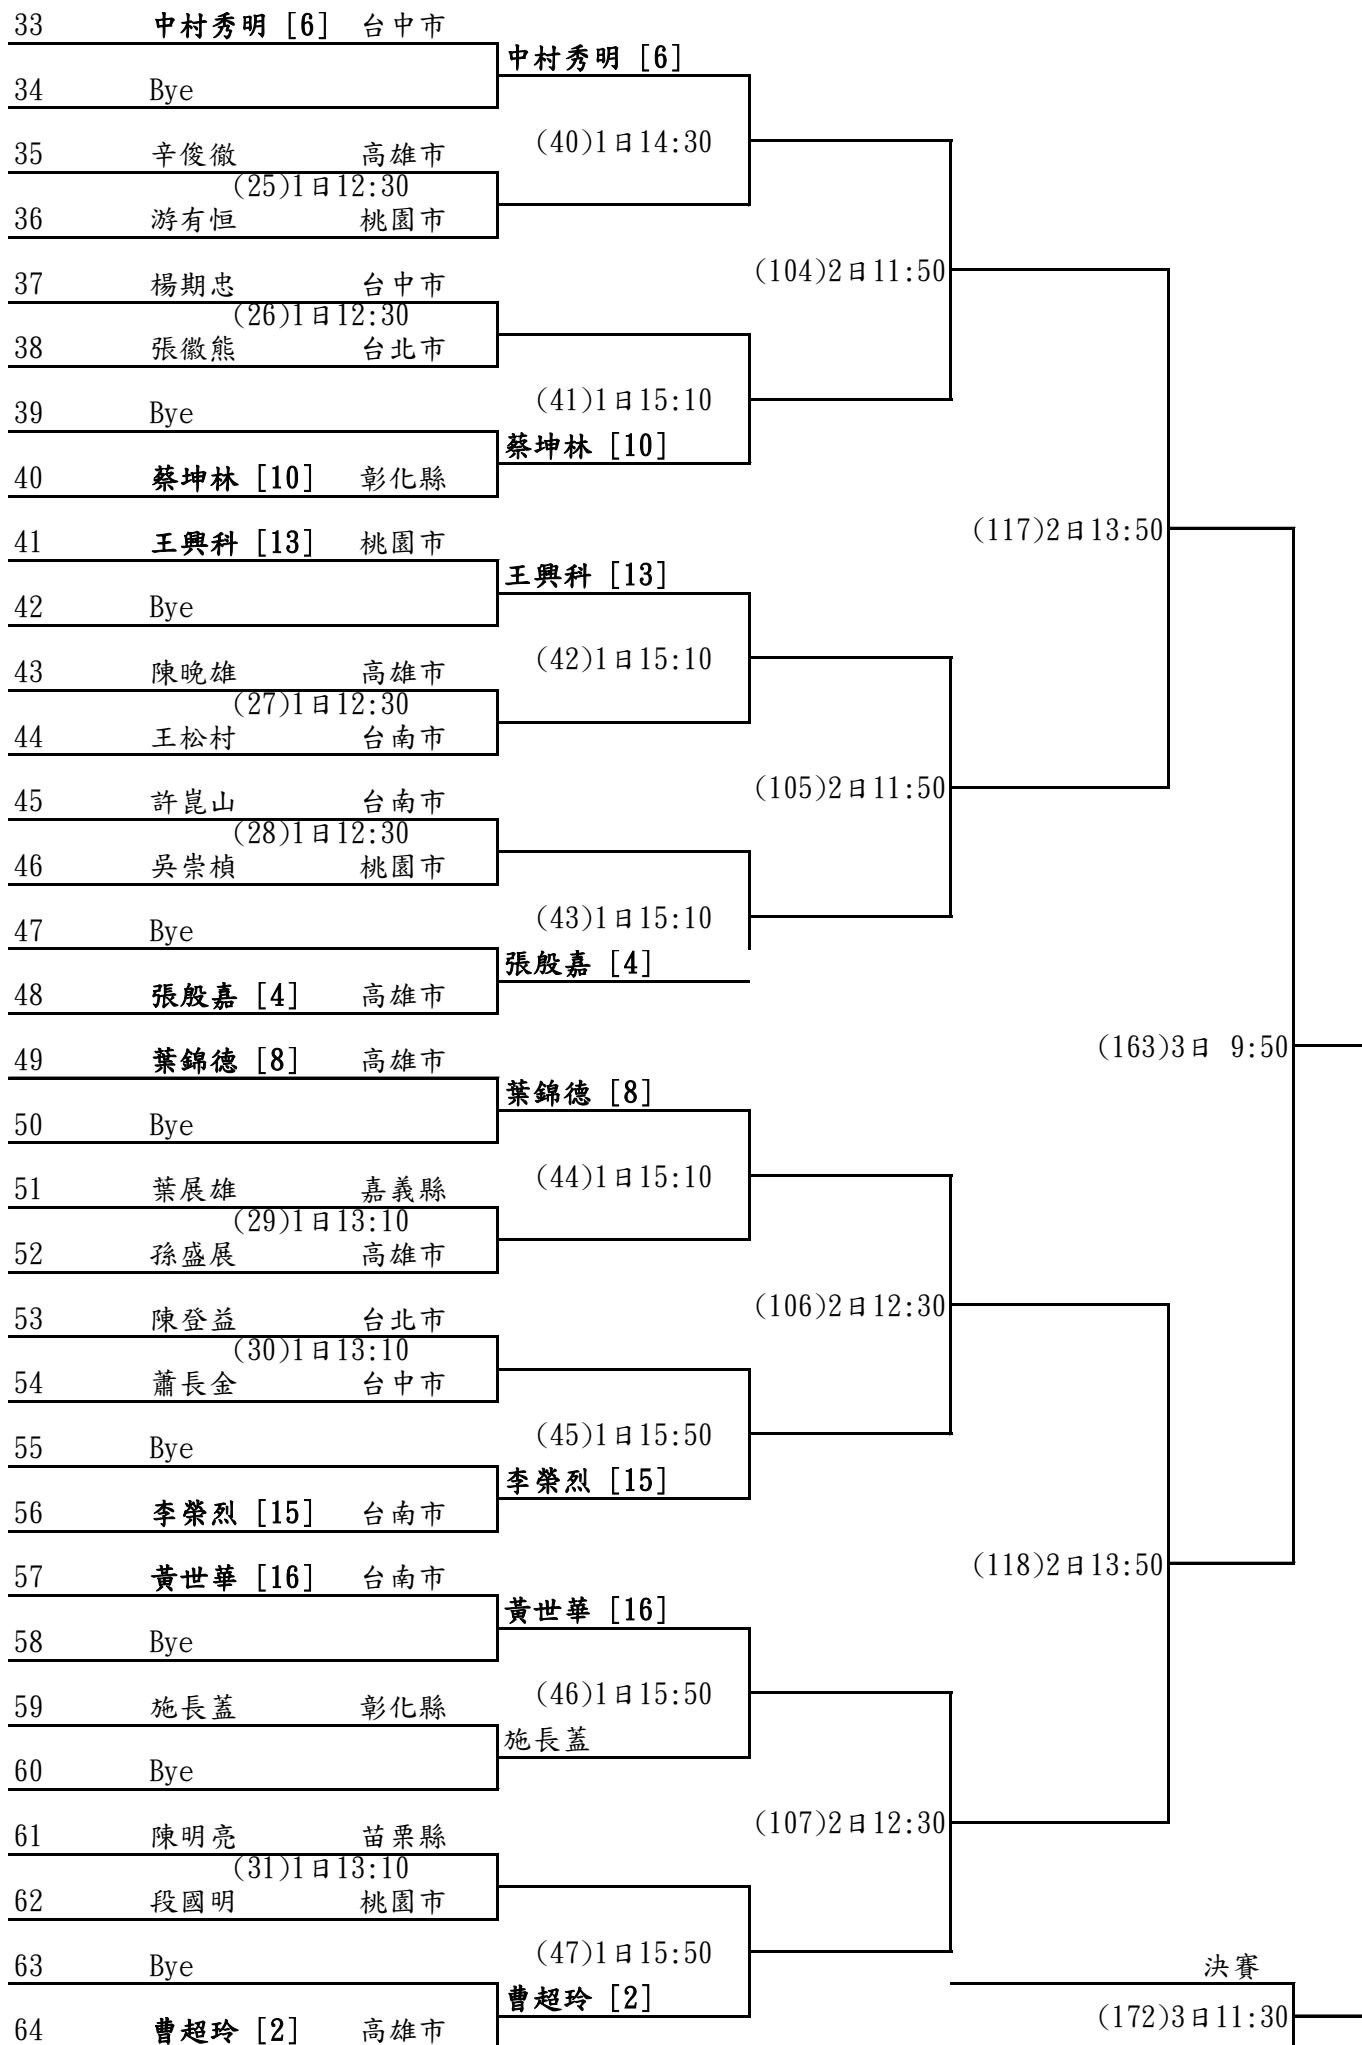 33 中村秀明 [6] 台中市
中村秀明 [6]
34 Bye
(40)1日14:30
35 辛俊徹 高雄市
(25)1日12:30
36 游有恒 桃園市
(104)2日11:50
37 楊期忠 台中市
(26)1日12:30
38 張徽熊 台北市
(41)1日15:10
39 Bye
蔡坤林 [10]
40 蔡坤林 [10] 彰化縣
(117)2日13:50
41 王興科 [13] 桃園市
王興科 [13]
42 Bye
(42)1日15:10
43 陳晚雄 高雄市
(27)1日12:30
44 王松村 台南市
(105)2日11:50
45 許崑山 台南市
(28)1日12:30
46 吳崇楨 桃園市
(43)1日15:10
47 Bye
張殷嘉 [4]
48 張殷嘉 [4] 高雄市
(163)3日 9:50
49 葉錦德 [8] 高雄市
葉錦德 [8]
50 Bye
(44)1日15:10
51 葉展雄 嘉義縣
(29)1日13:10
52 孫盛展 高雄市
(106)2日12:30
53 陳登益 台北市
(30)1日13:10
54 蕭長金 台中市
(45)1日15:50
55 Bye
李榮烈 [15]
56 李榮烈 [15] 台南市
(118)2日13:50
57 黃世華 [16] 台南市
黃世華 [16]
58 Bye
(46)1日15:50
59 施長蓋 彰化縣
施長蓋
60 Bye
(107)2日12:30
61 陳明亮 苗栗縣
(31)1日13:10
62 段國明 桃園市
(47)1日15:50
63 Bye
決賽
曹超玲 [2]
(172)3日11:30
64 曹超玲 [2] 高雄市